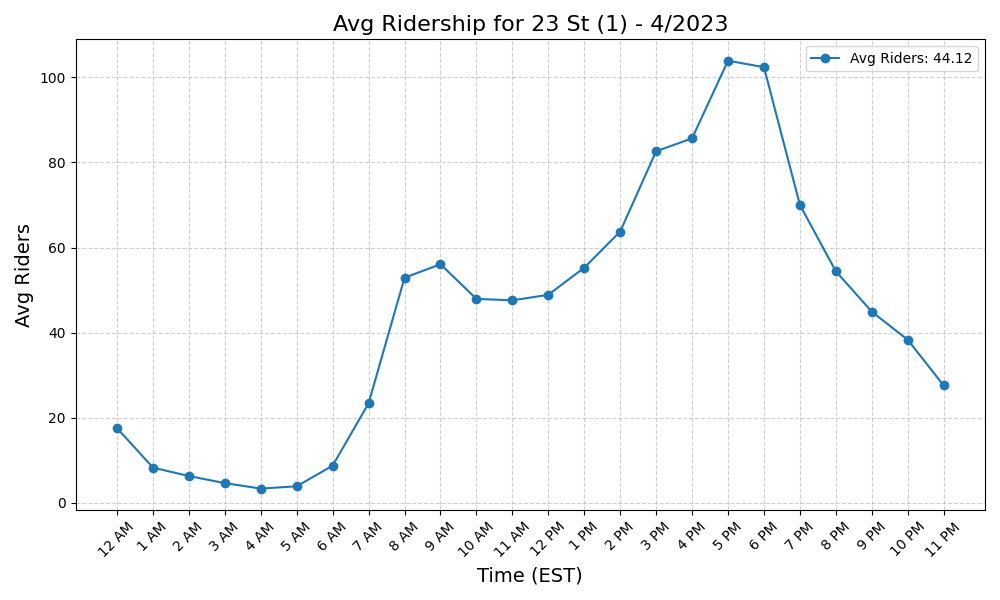 Avg Ridership for 23 St (1) - 4/2023
Avg Riders: 44.12
Avg Riders
100
80
60
40
20
0
12 AM
1 AM
2 AM
3 AM
4 AM
5 AM
6 AM
7 AM
8 AM
9 AM
10 AM
11 AM
12 PM
1 PM
2 PM
3 PM
4 PM
5 PM
6 PM
7 PM
8 PM
9 PM
10 PM
11 PM
Time (EST)